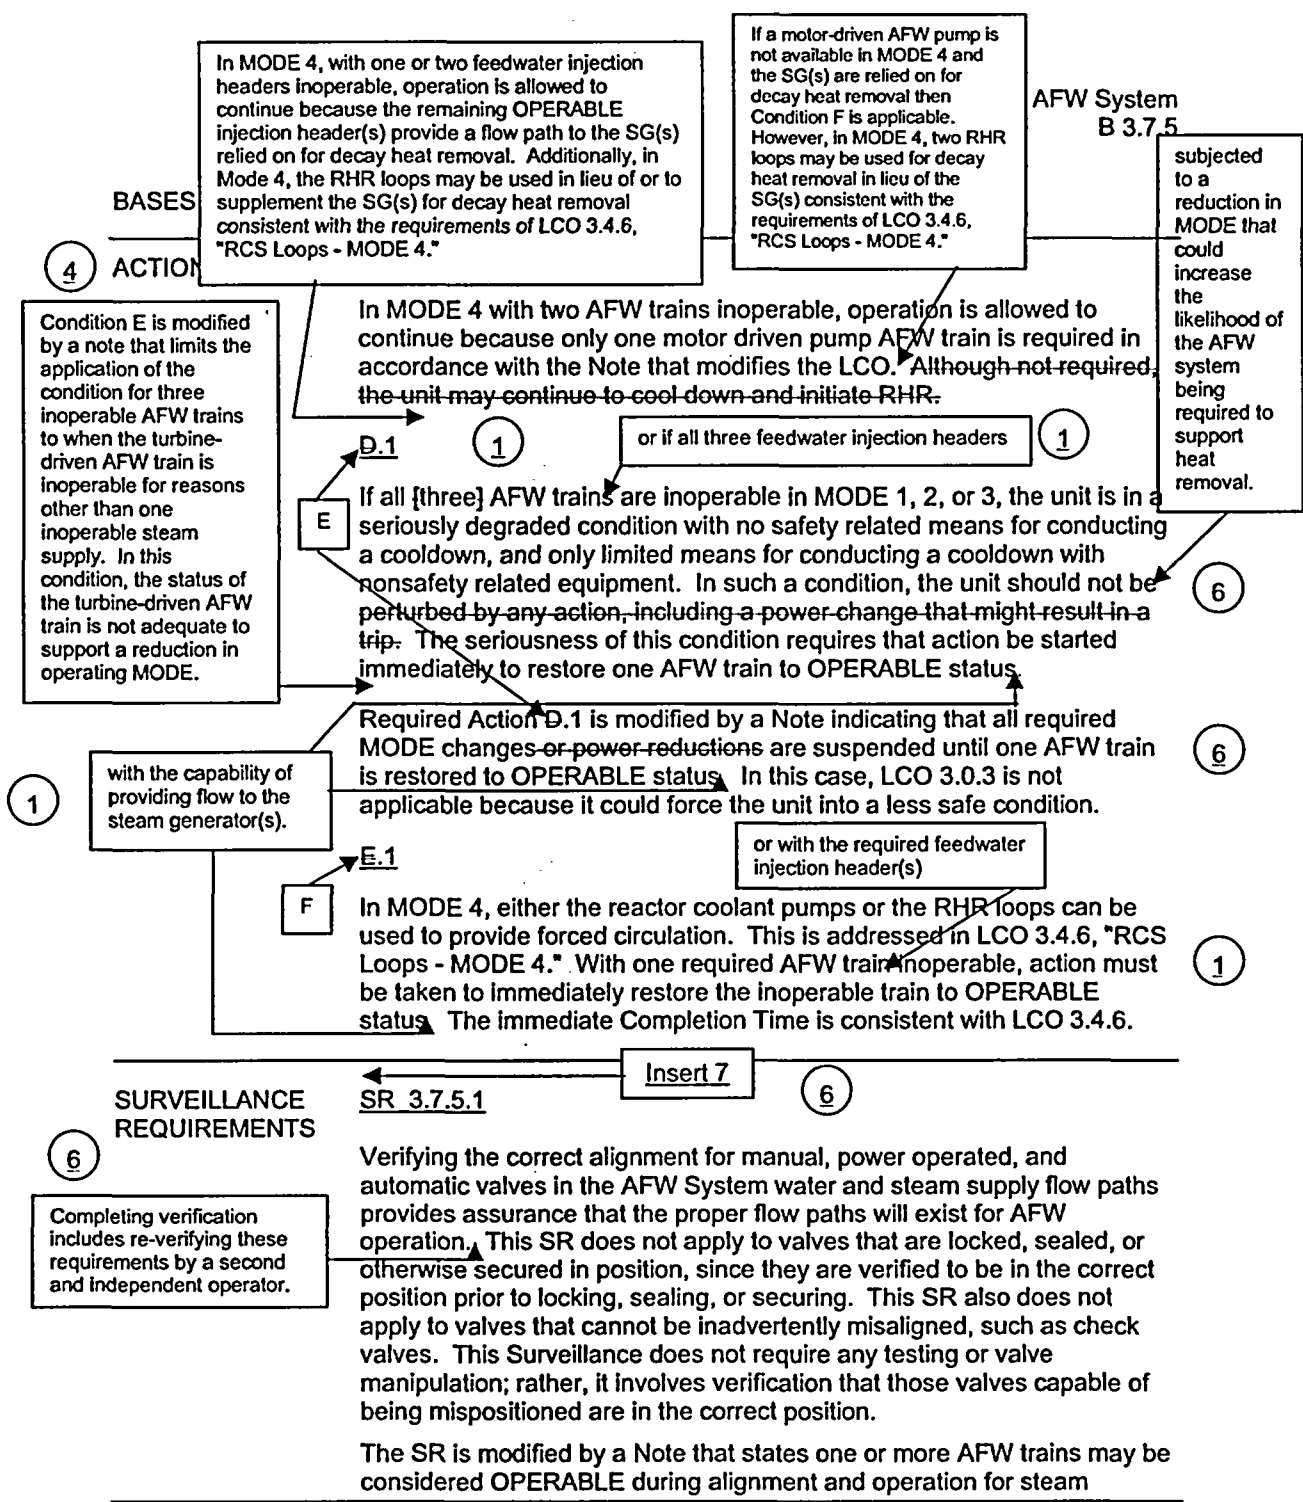 In MODE 4, with one or two feedwater injection
headers inoperable, operation is allowed to
continue because the remaining OPERABLE
injection header(s) provide a flow path to the SG(s)
relied on for decay heat removal. Additionally, in
Mode 4, the RHR loops may be used in lieu of or to
supplement the SG(s) for decay heat removal
consistent with the requirements of LCO 3.4.6,
"RCS Loops - MODE 4."
If a motor-driven AFW pump is
not available in MODE 4 and
the SG(s) are relied on for
decay heat removal then
Condition F is applicable.
However, in MODE 4, two RHR
loops may be used for decay
heat removal in lieu of the
SG(s) consistent with the
requirements of LCO 3.4.6,
"RCS Loops - MODE 4."
AFW System
B 3.7.5
subjected
to a
reduction in
MODE that
could
increase
the
likelihood of
the AFW
system
being
required to
support
heat
removal.
BASES
4
ACTION
Condition E is modified
by a note that limits the
application of the
condition for three
inoperable AFW trains
to when the turbine-
driven AFW train is
inoperable for reasons
other than one
inoperable steam
supply. In this
condition, the status of
the turbine-driven AFW
train is not adequate to
support a reduction in
operating MODE.
In MODE 4 with two AFW trains inoperable, operation is allowed to
continue because only one motor driven pump AFW train is required in
accordance with the Note that modifies the LCO. Although not required,
the unit may continue to cool down and initiate RHR.
D.1
1
or if all three feedwater injection headers
1
E
If all [three] AFW trains are inoperable in MODE 1, 2, or 3, the unit is in a
seriously degraded condition with no safety related means for conducting
a cooldown, and only limited means for conducting a cooldown with
nonsafety related equipment. In such a condition, the unit should not be
perturbed by any action, including a power change that might result in a
trip. The seriousness of this condition requires that action be started
immediately to restore one AFW train to OPERABLE status.
6
Required Action D.1 is modified by a Note indicating that all required
MODE changes or power reductions are suspended until one AFW train
is restored to OPERABLE status. In this case, LCO 3.0.3 is not
applicable because it could force the unit into a less safe condition.
6
1
with the capability of
providing flow to the
steam generator(s).
or with the required feedwater
injection header(s)
E.1
F
In MODE 4, either the reactor coolant pumps or the RHR loops can be
used to provide forced circulation. This is addressed in LCO 3.4.6, "RCS
Loops - MODE 4." With one required AFW train inoperable, action must
be taken to immediately restore the inoperable train to OPERABLE
status. The immediate Completion Time is consistent with LCO 3.4.6.
1
Insert 7
6
SURVEILLANCE
REQUIREMENTS
SR 3.7.5.1
6
Completing verification
includes re-verifying these
requirements by a second
and independent operator.
Verifying the correct alignment for manual, power operated, and
automatic valves in the AFW System water and steam supply flow paths
provides assurance that the proper flow paths will exist for AFW
operation. This SR does not apply to valves that are locked, sealed, or
otherwise secured in position, since they are verified to be in the correct
position prior to locking, sealing, or securing. This SR also does not
apply to valves that cannot be inadvertently misaligned, such as check
valves. This Surveillance does not require any testing or valve
manipulation; rather, it involves verification that those valves capable of
being mispositioned are in the correct position.
The SR is modified by a Note that states one or more AFW trains may be
considered OPERABLE during alignment and operation for steam